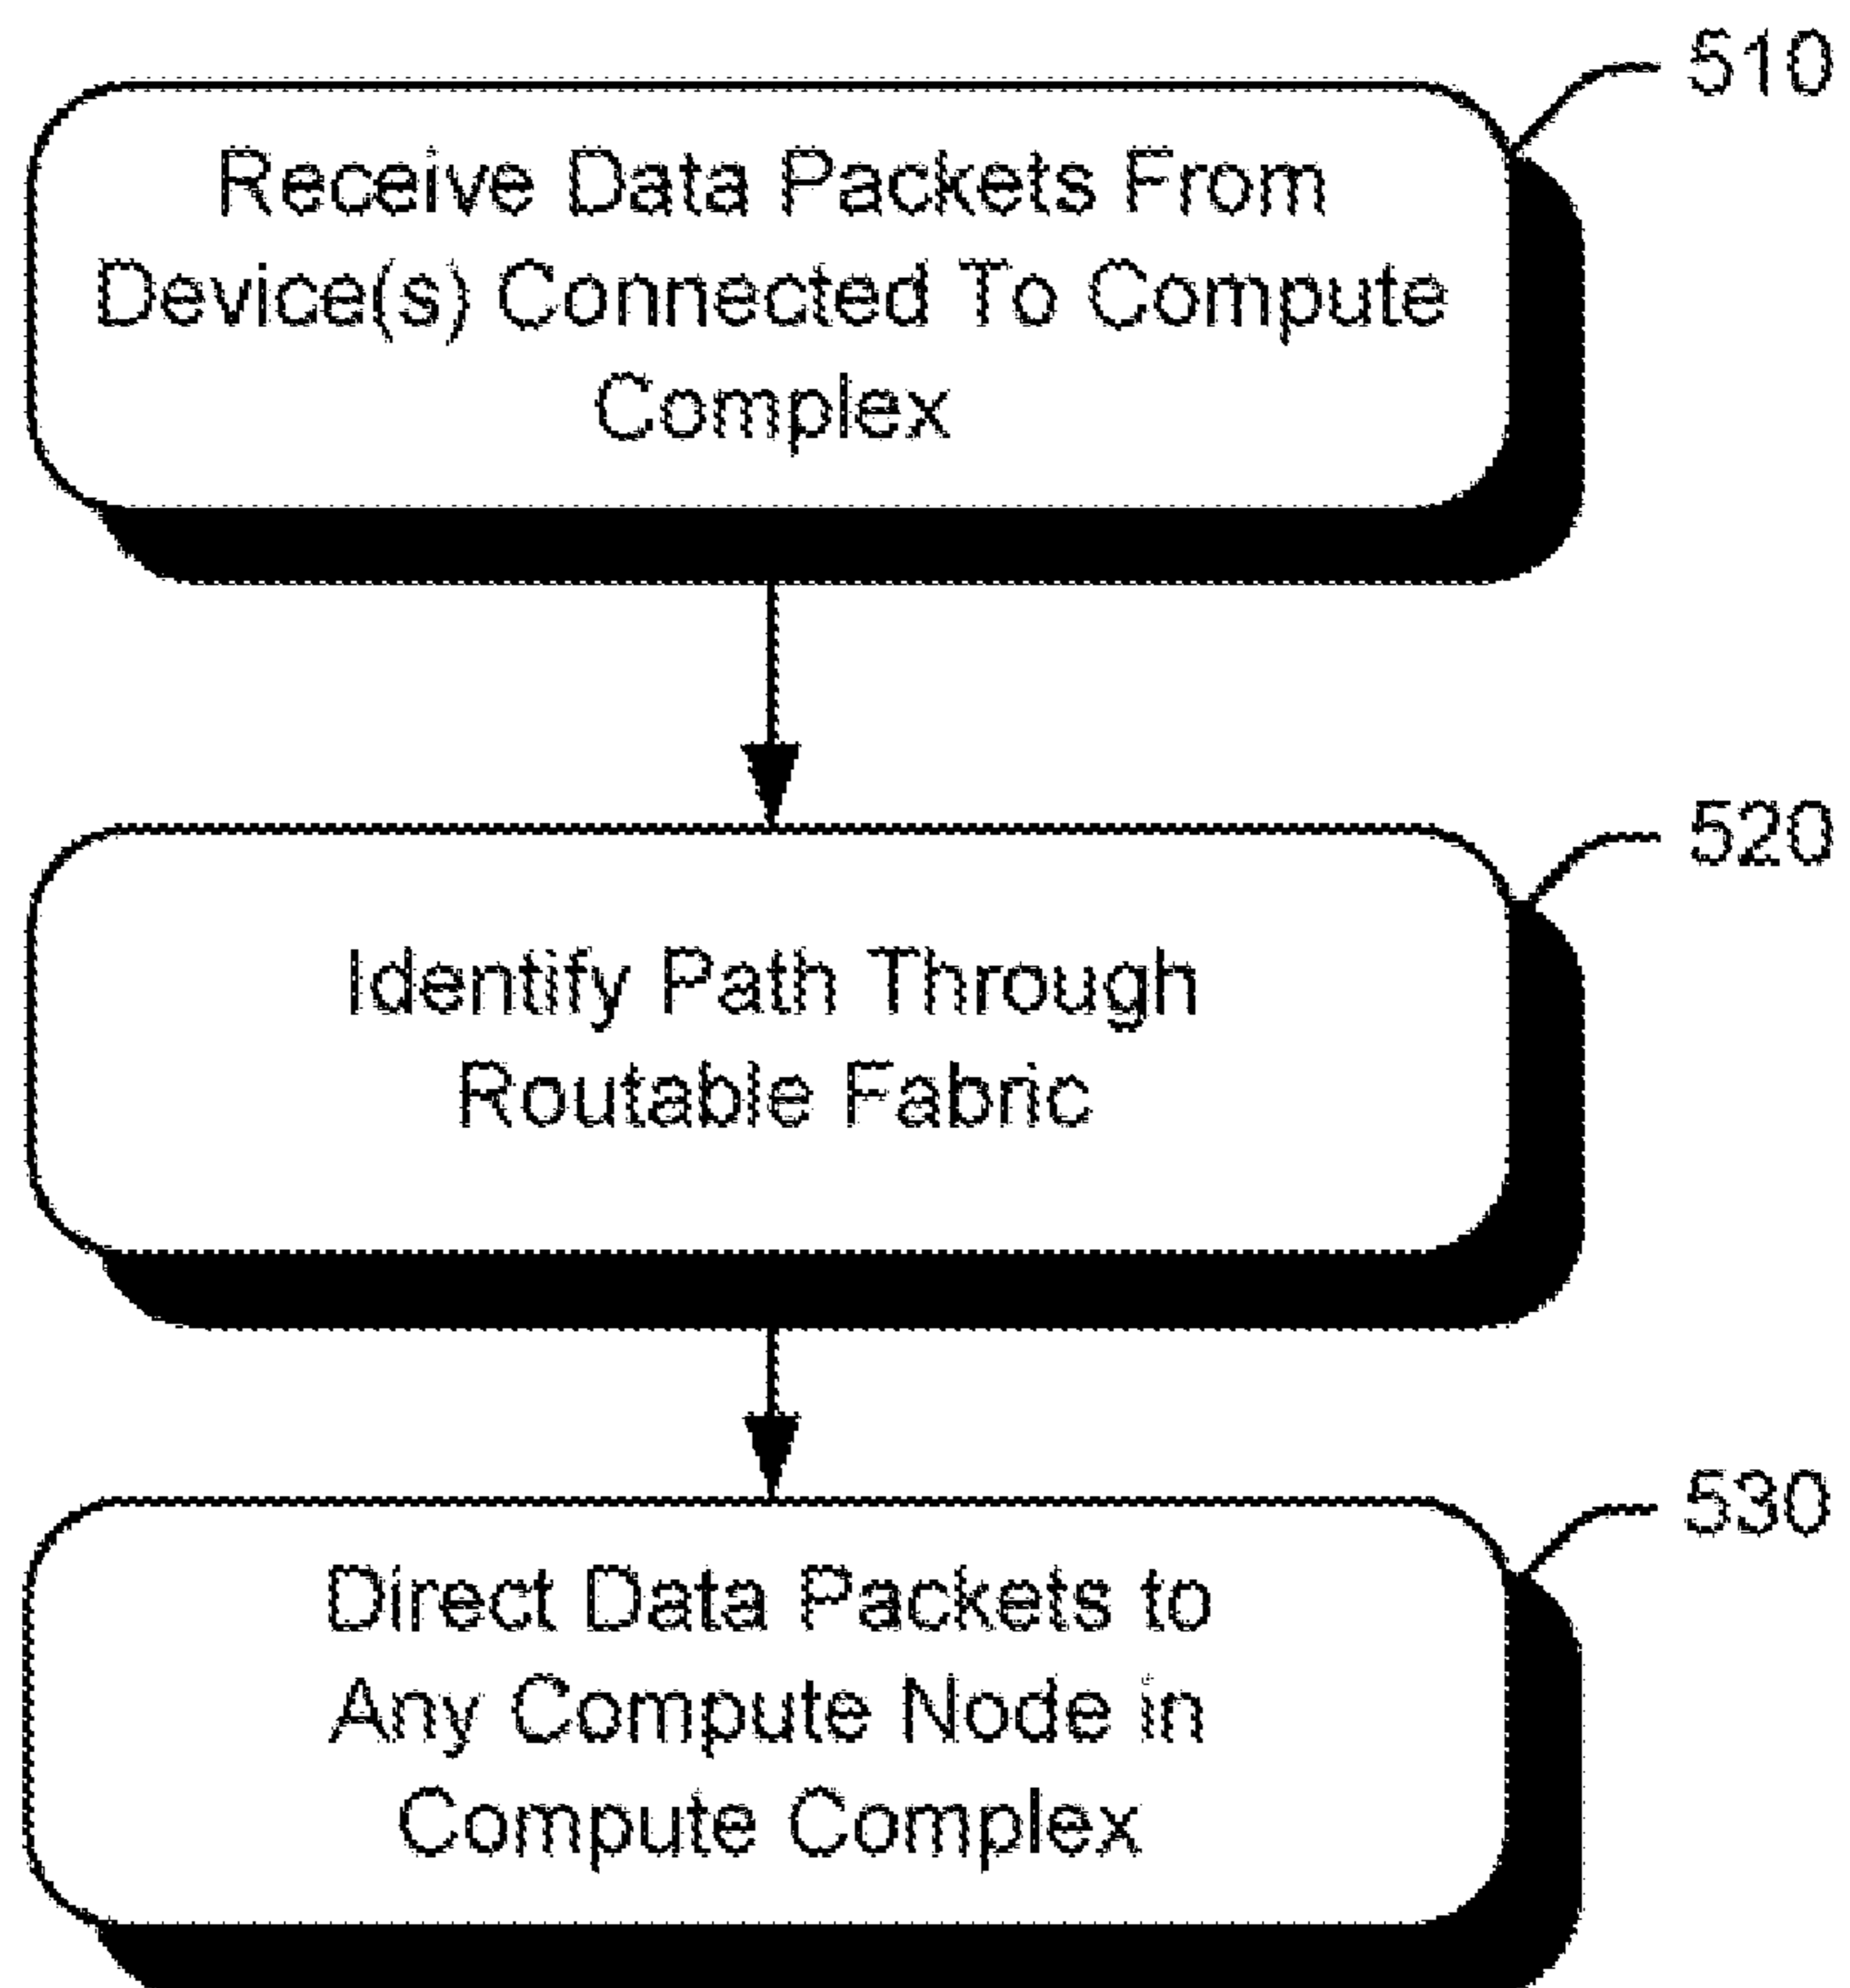 510
Receive Data Packets From
Device(s) Connected To Compute
Complex
520
Identify Path Through
Routable Fabric
530
Direct Data Packets to
Any Compute Node in
Compute Complex